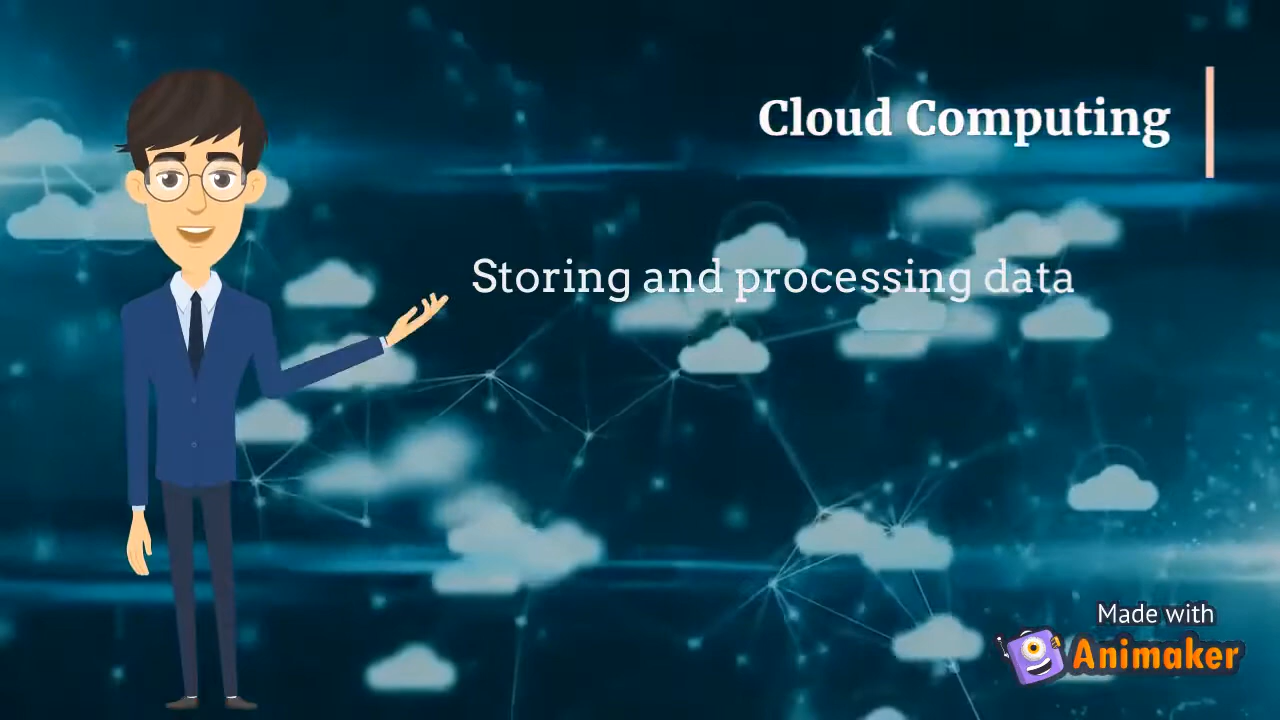 Cloud Computing
Storing and processing data
Made with
Animaker